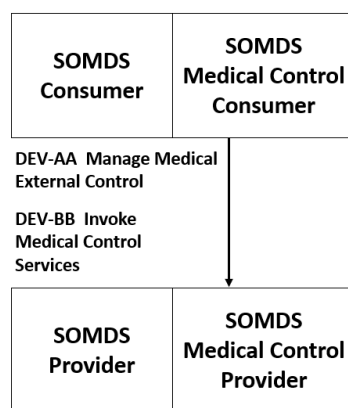 SOMDS
Consumer
SOMDS
Medical Control
Consumer
DEV-AA Manage Medical
External Control
DEV-BB Invoke
Medical Control
Services
SOMDS
Provider
SOMDS
Medical Control
Provider